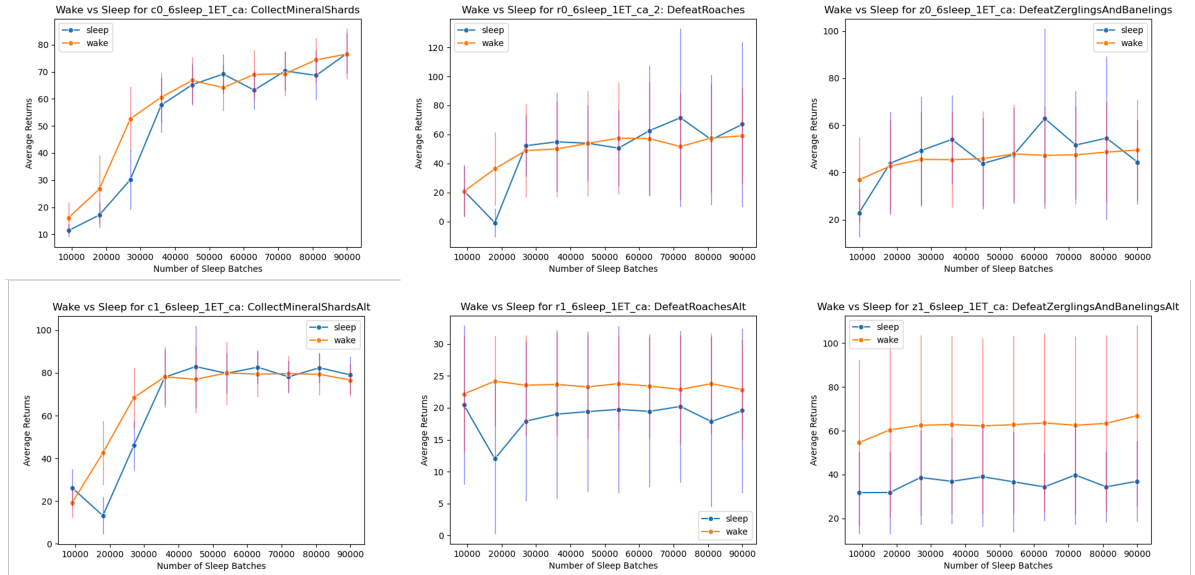 Wake vs Sleep for c0_6sleep_1ET_ca: CollectMineralShards
sleep
wake
80
70
60
50
40
30
20
10
Average Returns
10000 20000 30000 40000 50000 60000 70000 80000 90000
Number of Sleep Batches
Wake vs Sleep for r0_6sleep_1ET_ca_2: DefeatRoaches
sleep
wake
120
100
80
60
40
20
0
Average Returns
10000 20000 30000 40000 50000 60000 70000 80000 90000
Number of Sleep Batches
Wake vs Sleep for z0_6sleep_1ET_ca: DefeatZerglingsAndBanelings
sleep
wake
100
80
60
40
20
Average Returns
10000 20000 30000 40000 50000 60000 70000 80000 90000
Number of Sleep Batches
Wake vs Sleep for c1_6sleep_1ET_ca: CollectMineralShardsAlt
sleep
wake
100
80
60
40
20
0
Average Returns
10000 20000 30000 40000 50000 60000 70000 80000 90000
Number of Sleep Batches
Wake vs Sleep for r1_6sleep_1ET_ca: DefeatRoachesAlt
30
25
20
15
10
5
0
Average Returns
sleep
wake
10000 20000 30000 40000 50000 60000 70000 80000 90000
Number of Sleep Batches
Wake vs Sleep for z1_6sleep_1ET_ca: DefeatZerglingsAndBanelingsAlt
sleep
wake
100
80
60
40
20
Average Returns
10000 20000 30000 40000 50000 60000 70000 80000 90000
Number of Sleep Batches